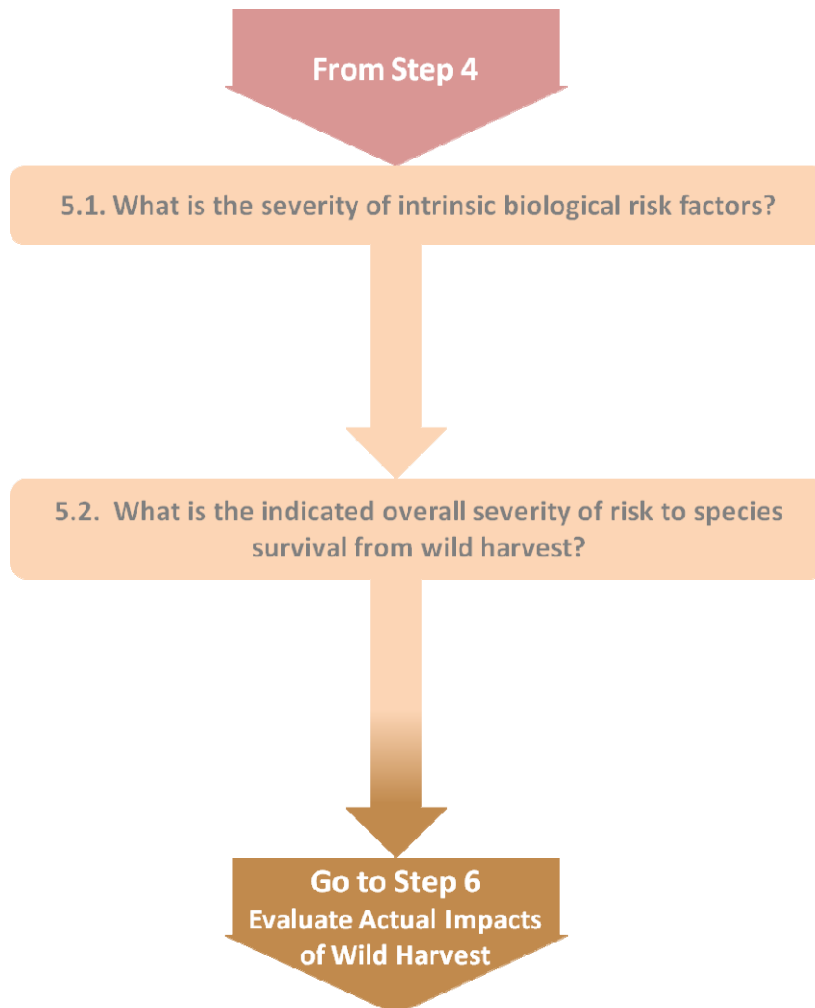 From Step 4
5.1. What is the severity of intrinsic biological risk factors?
5.2. What is the indicated overall severity of risk to species
survival from wild harvest?
Go to Step 6
Evaluate Actual Impacts
of Wild Harvest